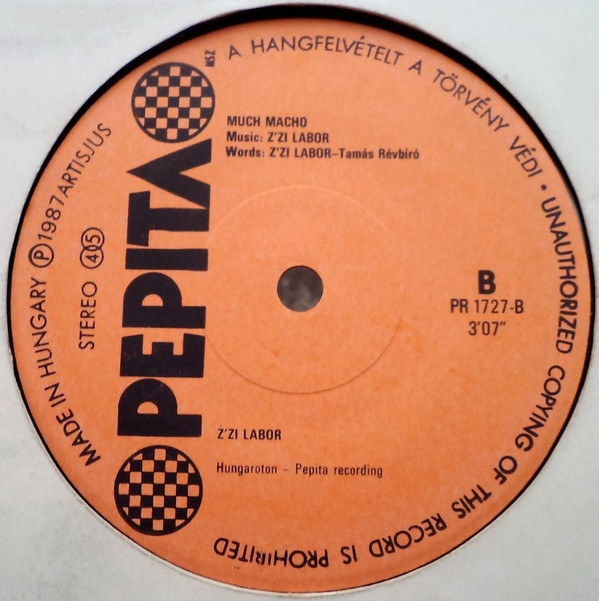 MUCH MACHO
Music: Z'ZI LABOR
Words: Z'ZI LABOR–Tamás Révbíró
B
PR 1727-B
3'07"
Z'ZI LABOR
Hungaroton – Pepita recording
PEPITA
STEREO 45
MADE IN HUNGARY Ⓟ 1987 ARTISJUS
MSZ
A HANGFELVÉTELT A TÖRVÉNY VÉDI • UNAUTHORIZED COPYING OF THIS RECORD IS PROHIBITED